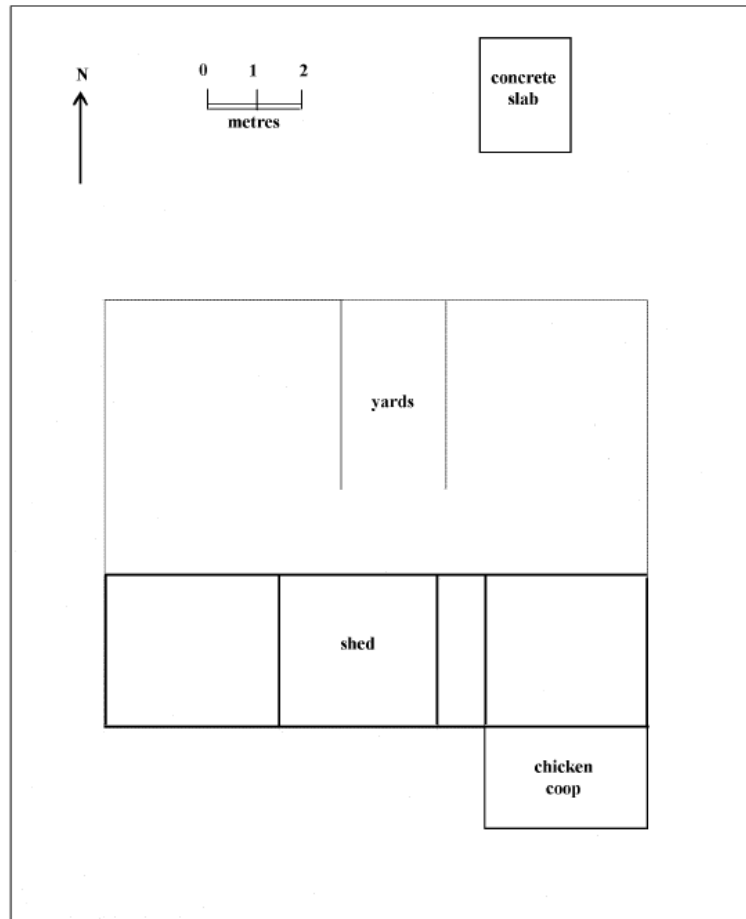 N
0 1 2
metres
concrete
slab
yards
shed
chicken
coop